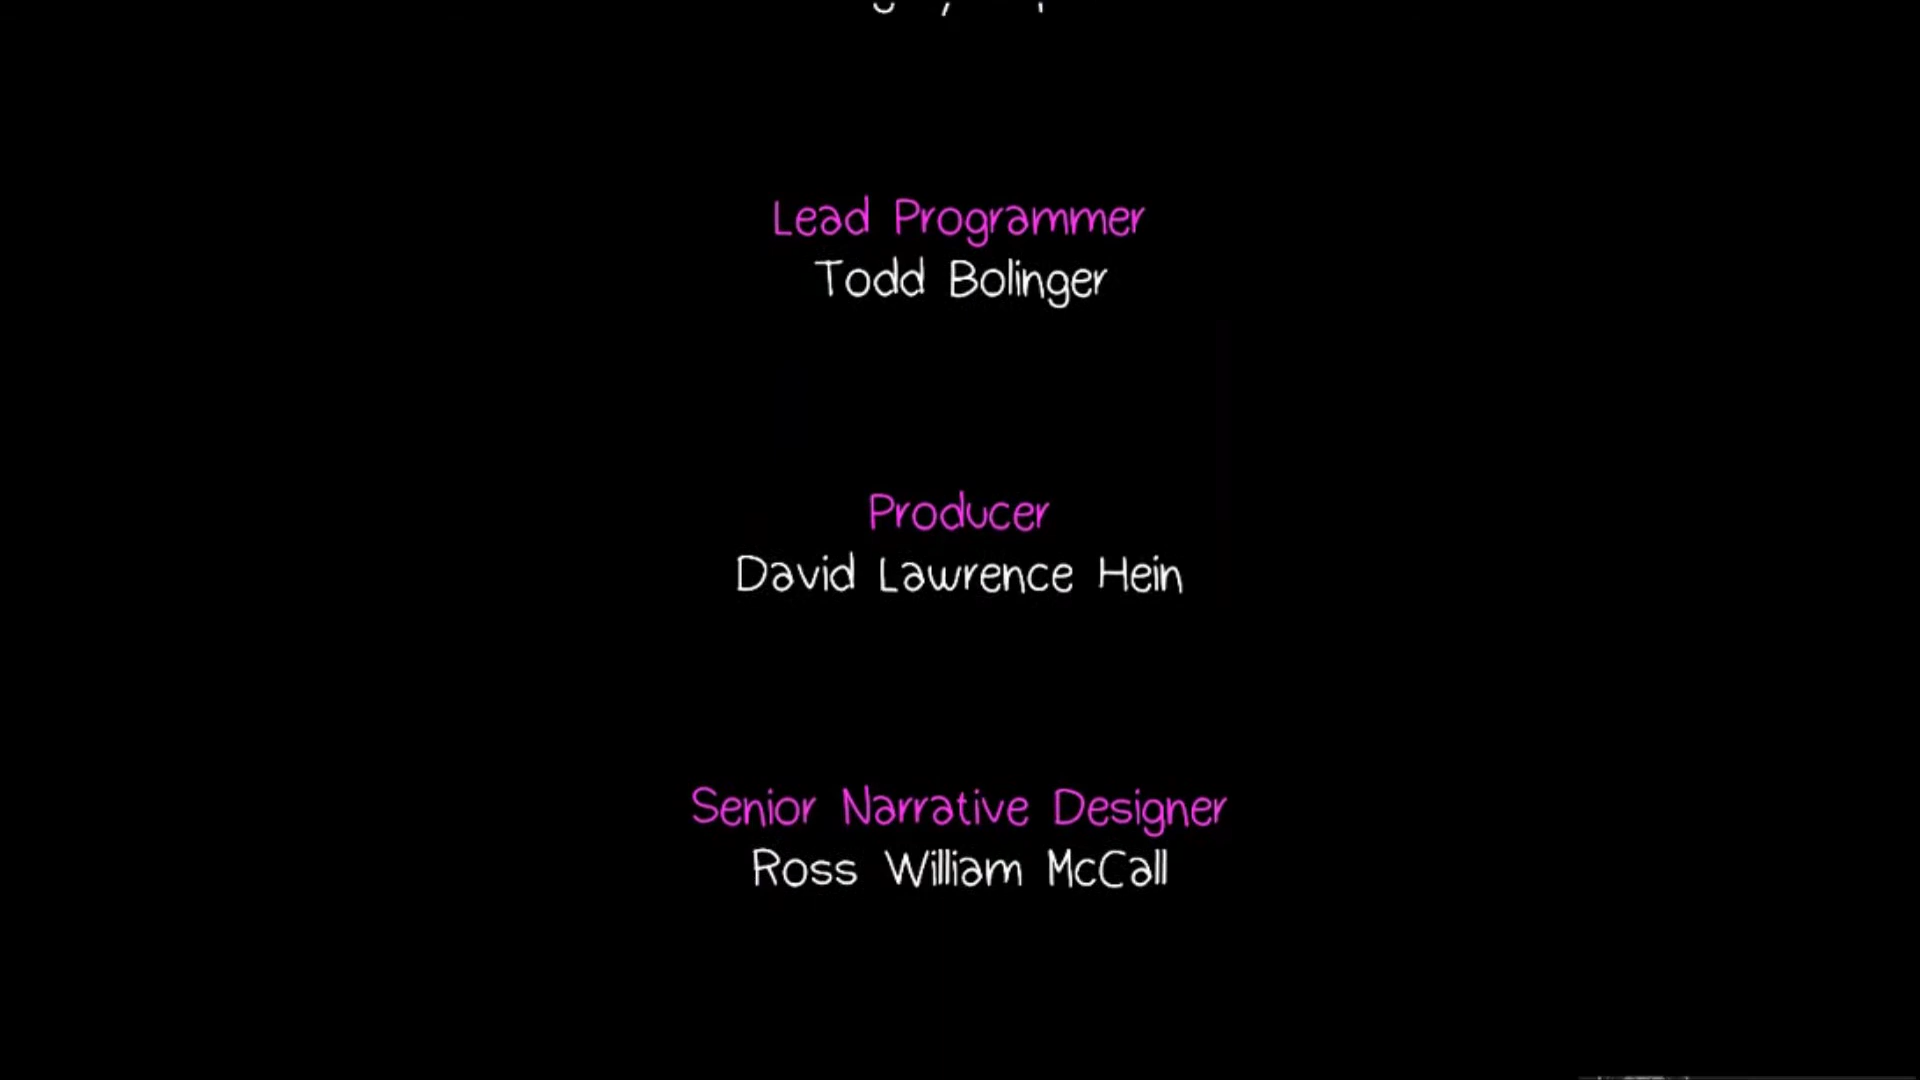 Lead Programmer
Todd Bolinger
Producer
David Lawrence Hein
Senior Narrative Designer
Ross William McCall